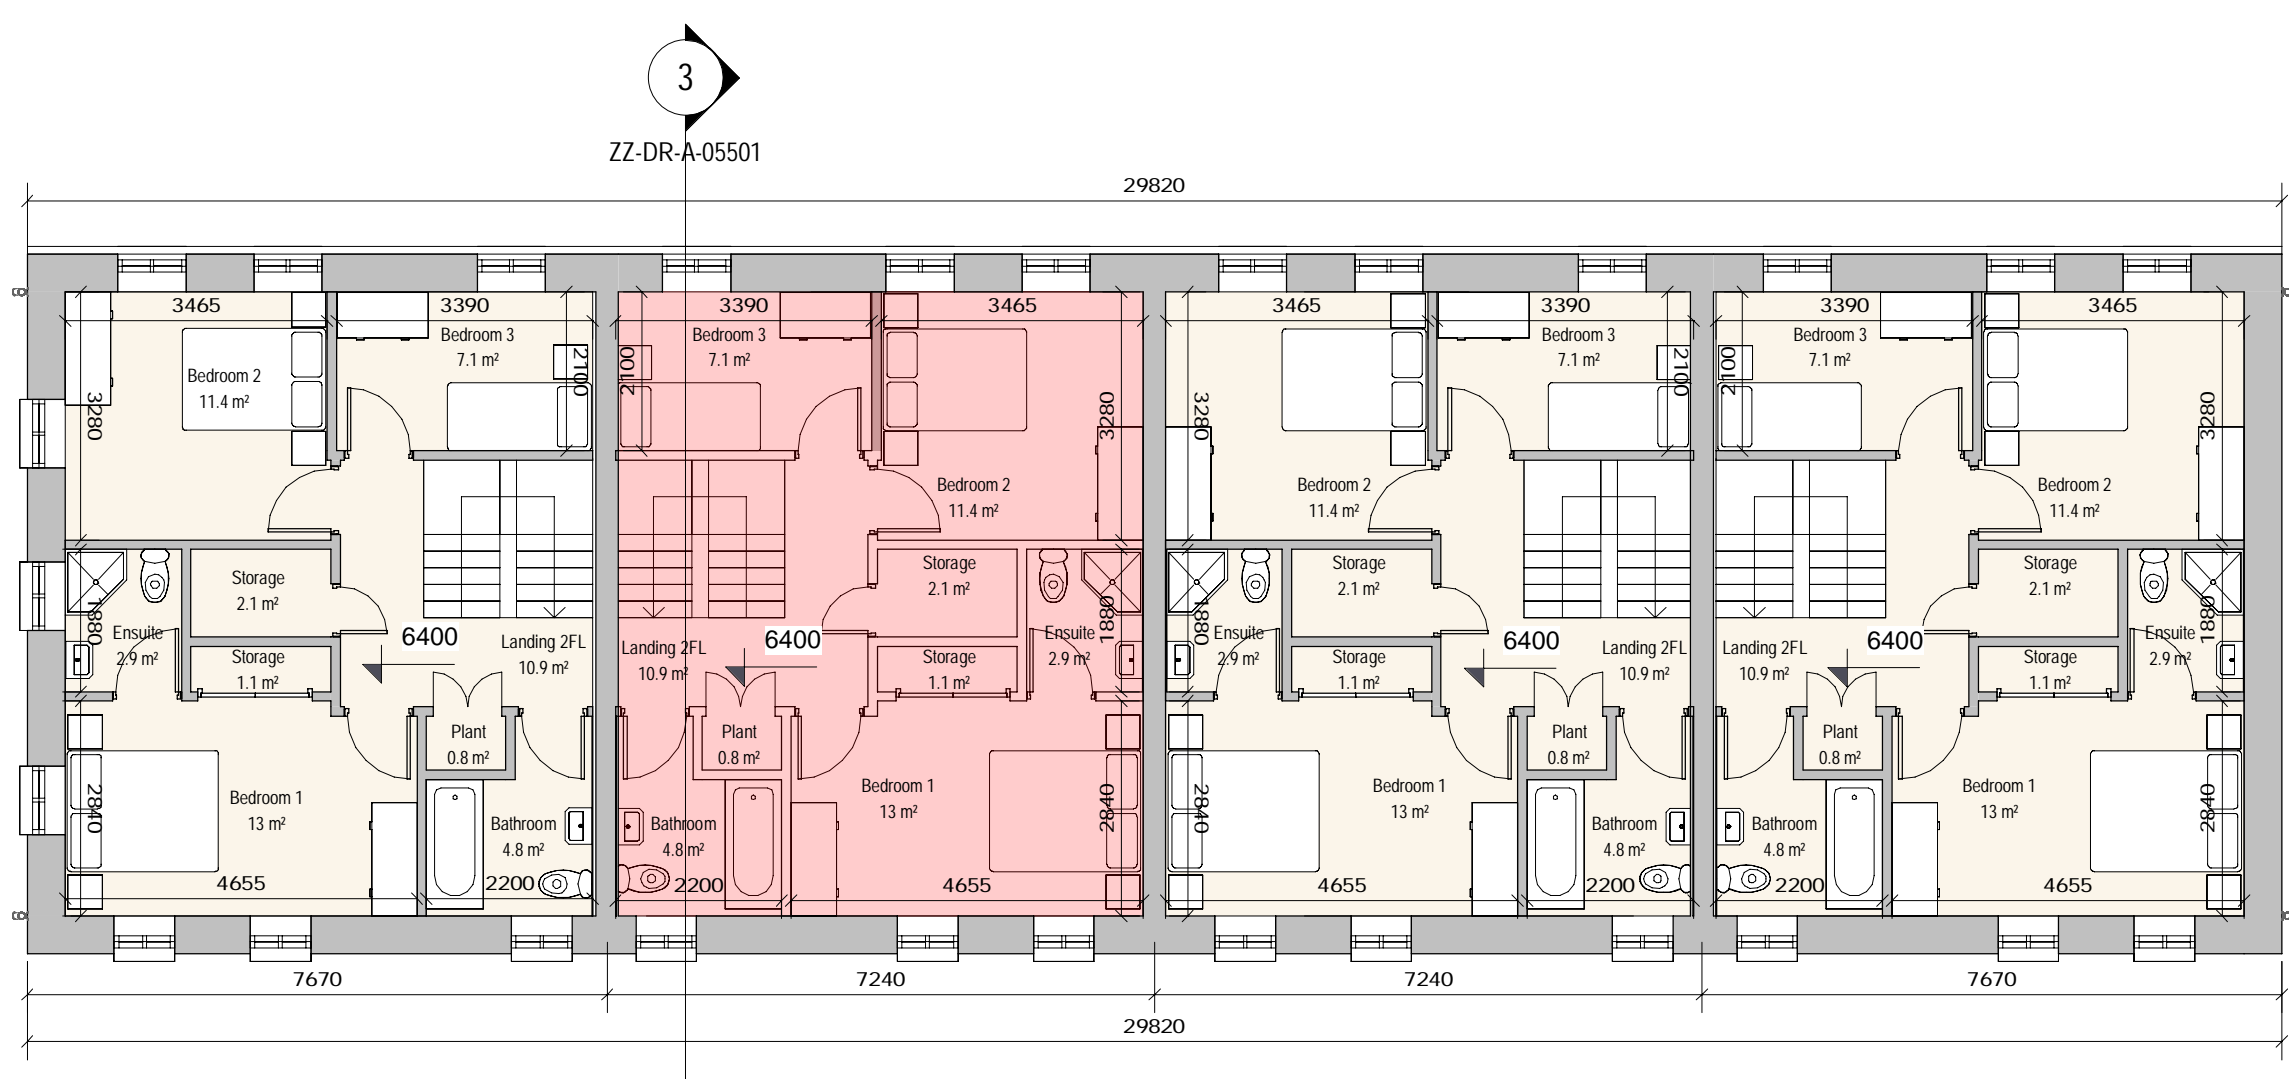 3
ZZ-DR-A-05501
29820
3465
3390
3390
3465
3465
3390
3390
3465
Bedroom 2
11.4 m²
3280
Bedroom 3
7.1 m²
2100
2100
Bedroom 3
7.1 m²
Bedroom 2
11.4 m²
3280
3280
Bedroom 2
11.4 m²
Bedroom 3
7.1 m²
2100
2100
Bedroom 3
7.1 m²
Bedroom 2
11.4 m²
3280
1880
Ensuite
2.9 m²
Storage
2.1 m²
Storage
1.1 m²
6400
Landing 2FL
10.9 m²
Landing 2FL
10.9 m²
6400
Storage
2.1 m²
Storage
1.1 m²
Ensuite
2.9 m²
1880
1880
Ensuite
2.9 m²
Storage
2.1 m²
Storage
1.1 m²
6400
Landing 2FL
10.9 m²
Landing 2FL
10.9 m²
6400
Storage
2.1 m²
Storage
1.1 m²
Ensuite
2.9 m²
1880
2840
Bedroom 1
13 m²
Plant
0.8 m²
Bathroom
4.8 m²
Bathroom
4.8 m²
Plant
0.8 m²
Bedroom 1
13 m²
2840
2840
Bedroom 1
13 m²
Plant
0.8 m²
Bathroom
4.8 m²
Bathroom
4.8 m²
Plant
0.8 m²
Bedroom 1
13 m²
2840
4655
2200
2200
4655
4655
2200
2200
4655
7670
7240
7240
7670
29820